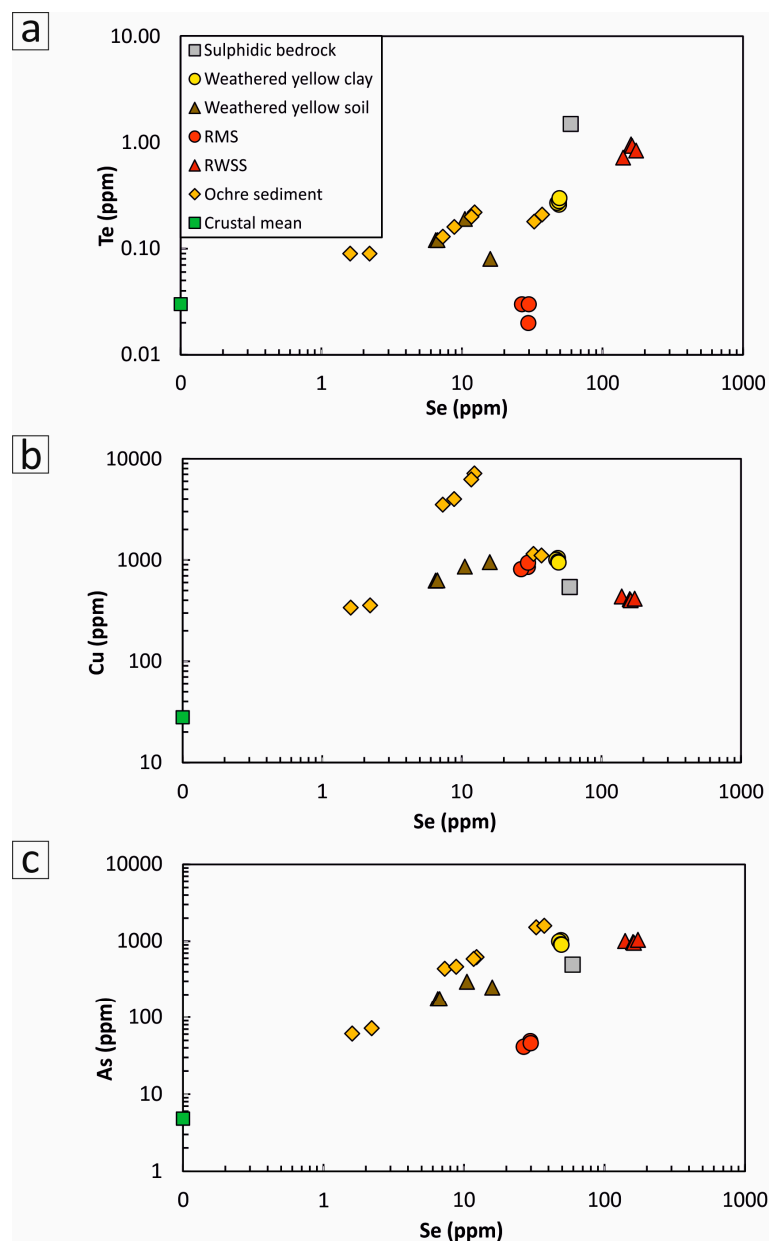 a
10.00
1.00
0.10
0.01
Te (ppm)
Sulphidic bedrock
Weathered yellow clay
Weathered yellow soil
RMS
RWSS
Ochre sediment
Crustal mean
0 1 10 100 1000
Se (ppm)
b
10000
1000
100
10
Cu (ppm)
0 1 10 100 1000
Se (ppm)
c
10000
1000
100
10
1
As (ppm)
0 1 10 100 1000
Se (ppm)